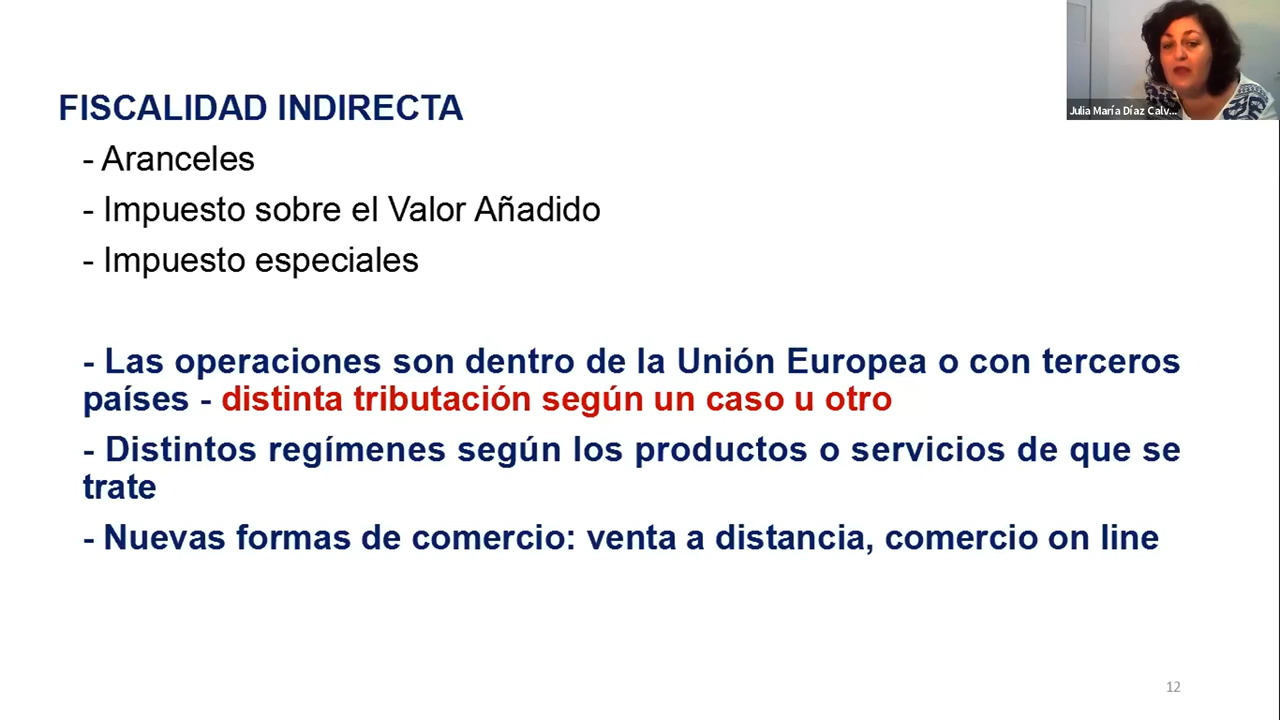 FISCALIDAD INDIRECTA
- Aranceles
- Impuesto sobre el Valor Añadido
- Impuesto especiales
- Las operaciones son dentro de la Unión Europea o con terceros
países - distinta tributación según un caso u otro
- Distintos regímenes según los productos o servicios de que se
trate
- Nuevas formas de comercio: venta a distancia, comercio on line
Julia María Díaz Calv...
12